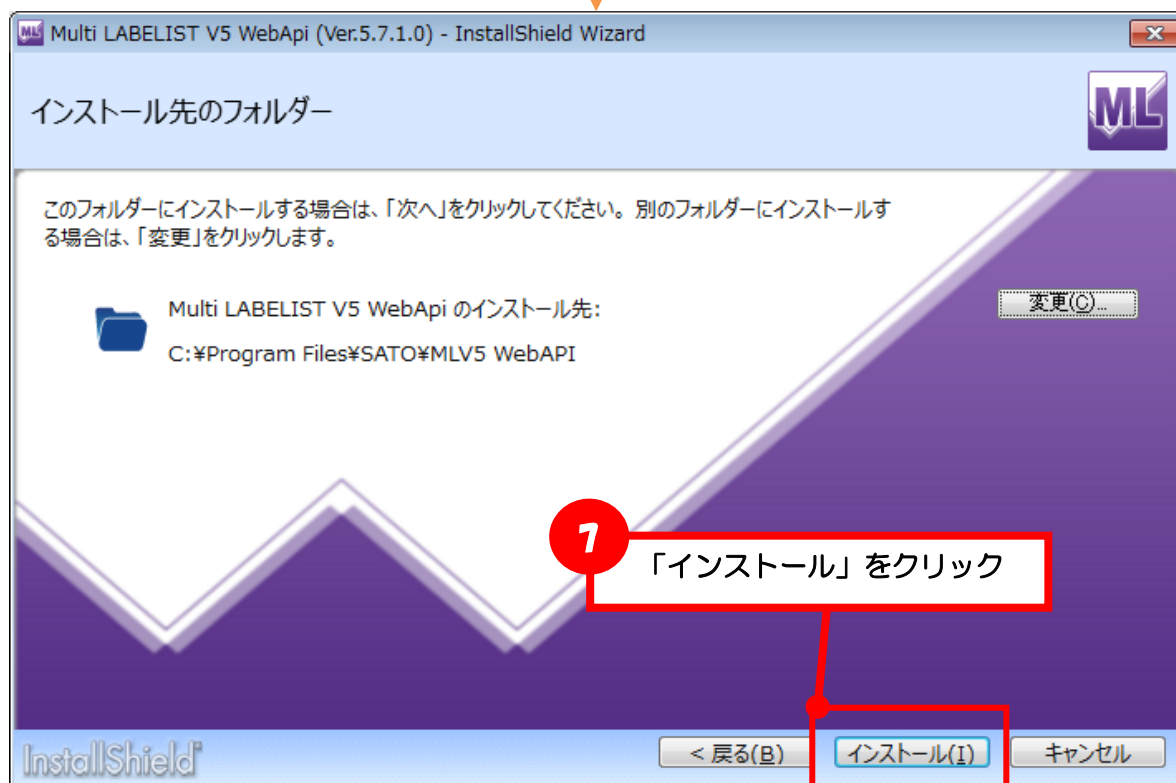 Multi LABELIST V5 WebApi (Ver.5.7.1.0) - InstallShield Wizard
インストール先のフォルダー
ML
このフォルダーにインストールする場合は、「次へ」をクリックしてください。 別のフォルダーにインストールす
る場合は、「変更」をクリックします。
Multi LABELIST V5 WebApi のインストール先:
変更(C)...
C:¥Program Files¥SATO¥MLV5 WebAPI
7
「インストール」をクリック
InstallShield
< 戻る(B)
インストール(I)
キャンセル